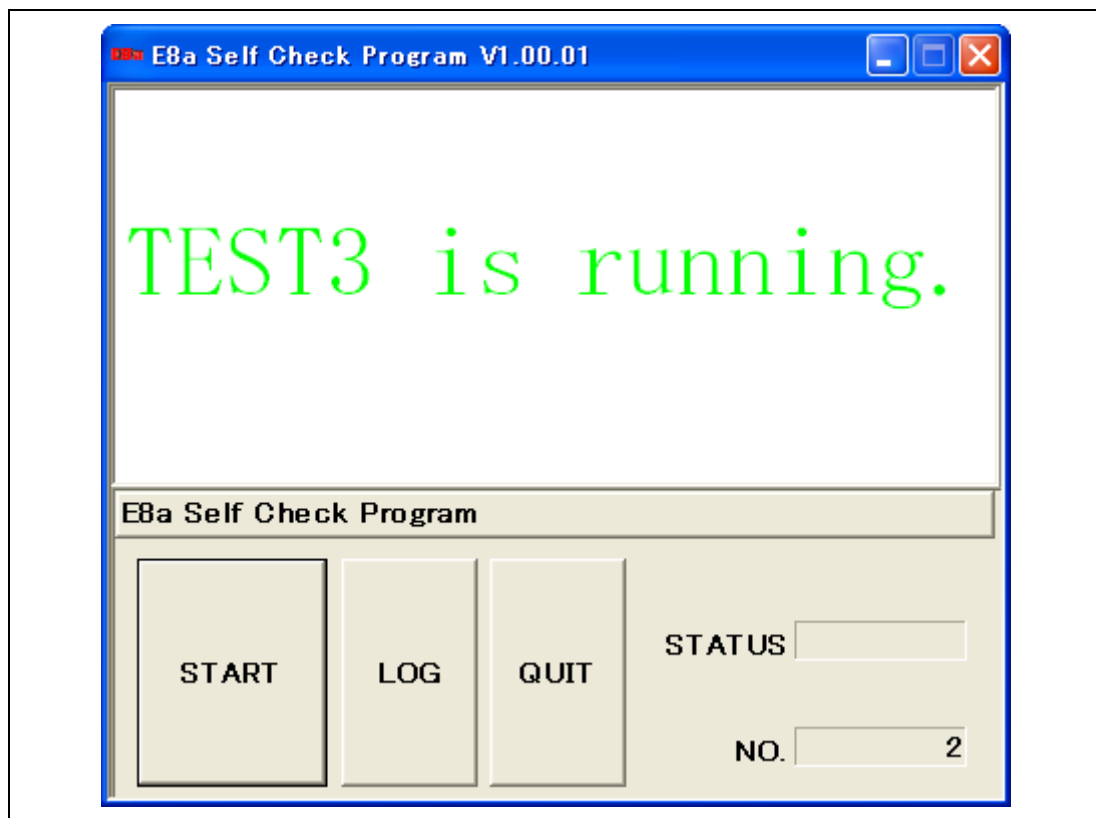 E8a E8a Self Check Program V1.00.01
TEST3 is running.
E8a Self Check Program
START LOG QUIT
STATUS
NO. 2